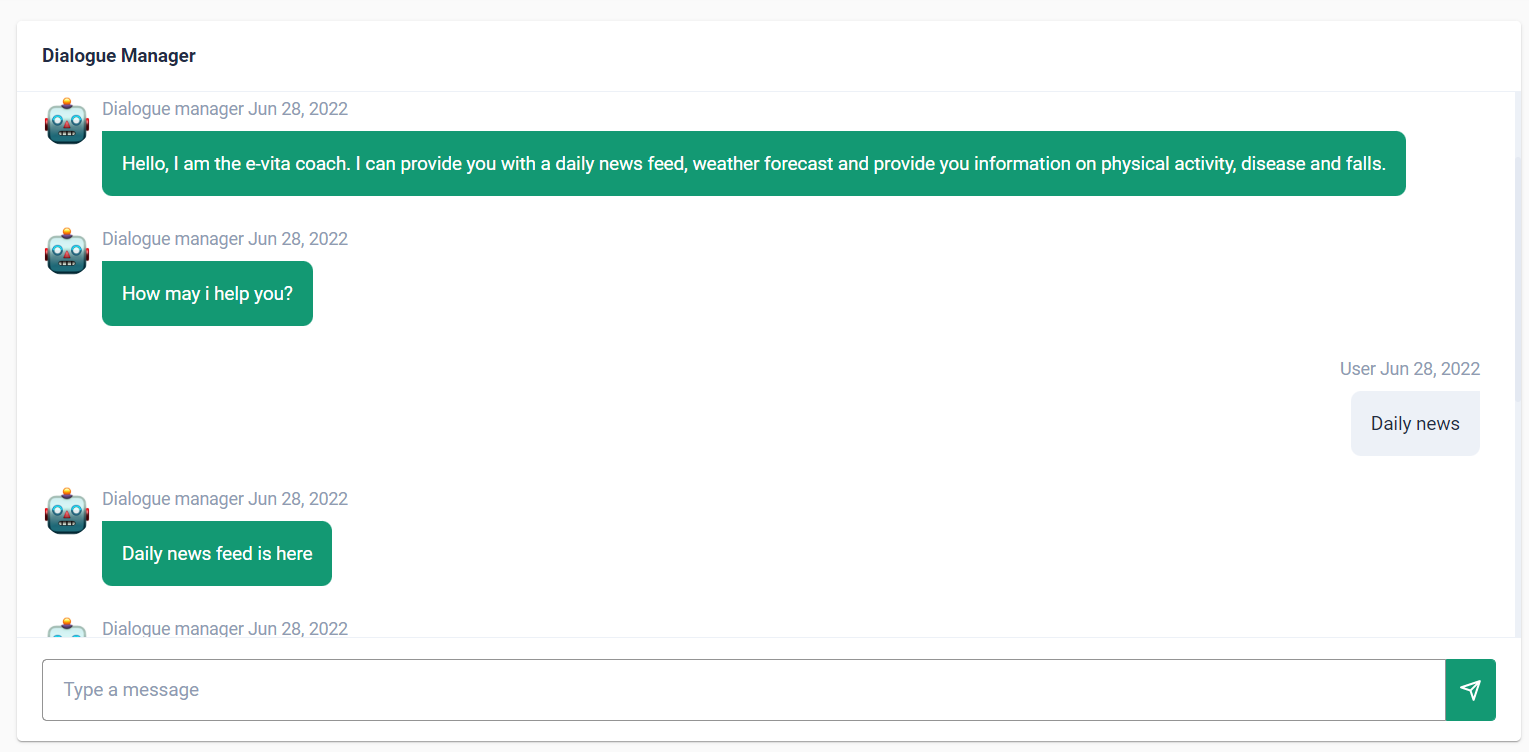 Dialogue Manager
Dialogue manager Jun 28, 2022
Hello, I am the e-vita coach. I can provide you with a daily news feed, weather forecast and provide you information on physical activity, disease and falls.
Dialogue manager Jun 28, 2022
How may i help you?
User Jun 28, 2022
Daily news
Dialogue manager Jun 28, 2022
Daily news feed is here
Dialogue manager Jun 28, 2022
Type a message